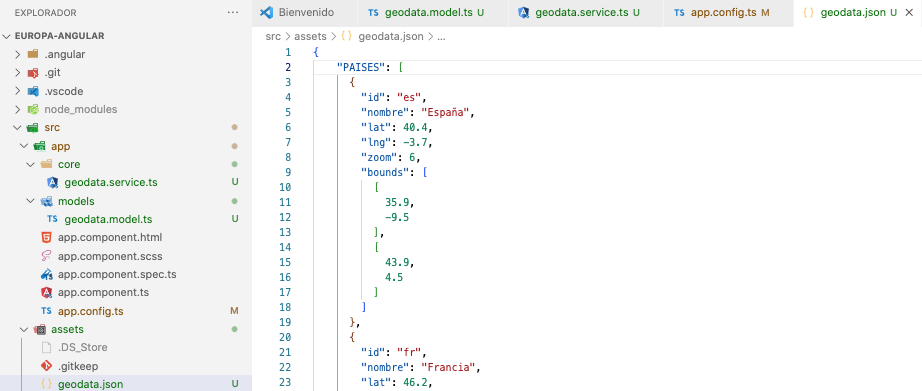 EXPLORADOR
EUROPA-ANGULAR
.angular
.git
.vscode
node_modules
src
app
core
geodata.service.ts U
models
TS geodata.model.ts U
app.component.html
app.component.scss
app.component.spec.ts
app.component.ts
TS app.config.ts M
assets
.DS_Store
.gitkeep
{} geodata.json U
Bienvenido
TS geodata.model.ts U
geodata.service.ts U
TS app.config.ts M
{} geodata.json U
src > assets > {} geodata.json > ...
1 {
2 "PAISES": [
3 {
4 "id": "es",
5 "nombre": "España",
6 "lat": 40.4,
7 "lng": -3.7,
8 "zoom": 6,
9 "bounds": [
10 [
11 35.9,
12 -9.5
13 ],
14 [
15 43.9,
16 4.5
17 ]
18 ]
19 },
20 {
21 "id": "fr",
22 "nombre": "Francia",
23 "lat": 46.2,